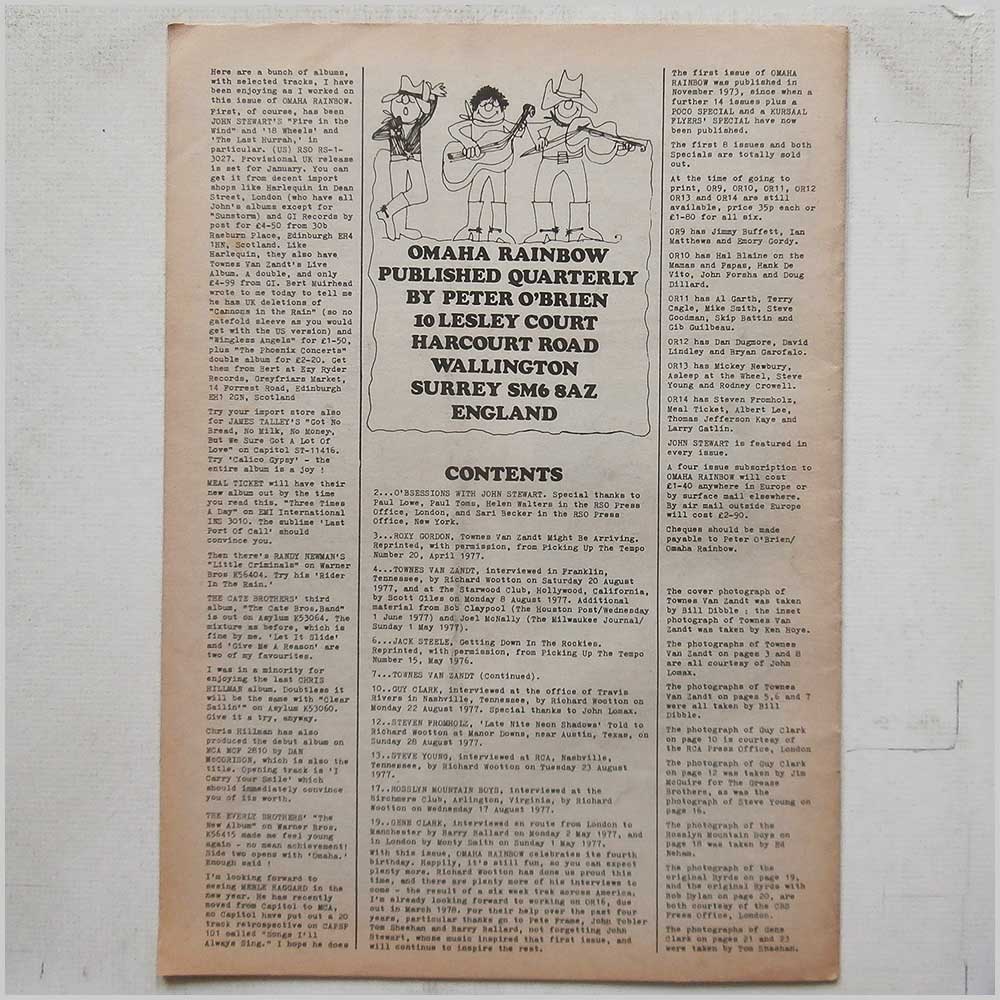 Here are a bunch of albums,
with selected tracks, I have
been enjoying as I worked on
this issue of OMAHA RAINBOW.
First, of course, has been
JOHN STEWART'S "Fire in the
Wind" and '18 Wheels' and
'The Last Hurrah,' in
particular. (US) RSO RS-1-
3027. Provisional UK release
is set for January. You can
get it from decent import
shops like Harlequin in Dean
Street, London (who have all
John's albums except for
"Sunstorm) and GI Records by
post for £4-50 from 30b
Raeburn Place, Edinburgh EH4
1HN, Scotland. Like
Harlequin, they also have
Townes Van Zandt's Live
Album. A double, and only
£4-99 from GI. Bert Muirhead
wrote to me today to tell me
he has UK deletions of
"Cannons in the Rain" (so no
gatefold sleeve as you would
get with the US version) and
"Wingless Angels" for £1-50,
plus "The Phoenix Concerts"
double album for £2-20. Get
them from Bert at Ezy Ryder
Records, Greyfriars Market,
14 Forrest Road, Edinburgh
EH1 2GN, Scotland
Try your import store also
for JAMES TALLEY'S "Got No
Bread, No Milk, No Money,
But We Sure Got A Lot Of
Love" on Capitol ST-11416.
Try 'Calico Gypsy' - the
entire album is a joy !
MEAL TICKET will have their
new album out by the time
you read this. "Three Times
A Day" on EMI International
INS 3010. The sublime 'Last
Port Of Call' should
convince you.
Then there's RANDY NEWMAN'S
"Little Criminals" on Warner
Bros K56404. Try his 'Rider
In The Rain.'
THE CATE BROTHERS' third
album, "The Cate Bros.Band"
is out on Asylum K53064. The
mixture as before, which is
fine by me. 'Let It Slide'
and 'Give Me A Reason' are
two of my favourites.
I was in a minority for
enjoying the last CHRIS
HILLMAN album. Doubtless it
will be the same with "Clear
Sailin'" on Asylum K53060.
Give it a try, anyway.
Chris Hillman has also
produced the debut album on
MCA MCF 2810 by DAN
McCORISON, which is also the
title. Opening track is 'I
Carry Your Smile' which
should immediately convince
you of its worth.
THE EVERLY BROTHERS' "The
New Album" on Warner Bros.
K56415 made me feel young
again - no mean achievement!
Side two opens with 'Omaha.'
Enough said !
I'm looking forward to
seeing MERLE HAGGARD in the
new year. He has recently
moved from Capitol to MCA,
so Capitol have put out a 20
track retrospective on CAPSP
101 called "Songs I'll
Always Sing." I hope he does
OMAHA RAINBOW
PUBLISHED QUARTERLY
BY PETER O'BRIEN
10 LESLEY COURT
HARCOURT ROAD
WALLINGTON
SURREY SM6 8AZ
ENGLAND
CONTENTS
2...O'BSESSIONS WITH JOHN STEWART. Special thanks to
Paul Lowe, Paul Toms, Helen Walters in the RSO Press
Office, London, and Sari Becker in the RSO Press
Office, New York.
3...ROXY GORDON, Townes Van Zandt Might Be Arriving.
Reprinted, with permission, from Picking Up The Tempo
Number 20, April 1977.
4...TOWNES VAN ZANDT, interviewed in Franklin,
Tennessee, by Richard Wootton on Saturday 20 August
1977, and at The Starwood Club, Hollywood, California,
by Scott Giles on Monday 8 August 1977. Additional
material from Bob Claypool (The Houston Post/Wednesday
1 June 1977) and Joel McNally (The Milwaukee Journal/
Sunday 1 May 1977).
6...JACK STEELE, Getting Down In The Rockies.
Reprinted, with permission, from Picking Up The Tempo
Number 15, May 1976.
7...TOWNES VAN ZANDT (Continued).
10..GUY CLARK, interviewed at the office of Travis
Rivers in Nashville, Tennessee, by Richard Wootton on
Monday 22 August 1977. Special thanks to John Lomax.
12..STEVEN FROMHOLZ, 'Late Nite Neon Shadows' Told to
Richard Wootton at Manor Downs, near Austin, Texas, on
Sunday 28 August 1977.
13..STEVE YOUNG, interviewed at RCA, Nashville,
Tennessee, by Richard Wootton on Tuesday 23 August
1977.
17..ROSSLYN MOUNTAIN BOYS, interviewed at the
Birchmere Club, Arlington, Virginia, by Richard
Wootton on Wednesday 17 August 1977.
19..GENE CLARK, interviewed en route from London to
Manchester by Barry Ballard on Monday 2 May 1977, and
in London by Monty Smith on Sunday 1 May 1977.
With this issue, OMAHA RAINBOW celebrates its fourth
birthday. Happily, it's still fun, so you can expect
plenty more. Richard Wootton has done us proud this
time, and there are plenty more of his interviews to
come - the result of a six week trek across America.
I'm already looking forward to working on OR16, due
out in March 1978. For their help over the past four
years, particular thanks go to Pete Frame, John Tobler
Tom Sheehan and Barry Ballard, not forgetting John
Stewart, whose music inspired that first issue, and
will continue to inspire the rest.
The first issue of OMAHA
RAINBOW was published in
November 1973, since when a
further 14 issues plus a
POCO SPECIAL and a KURSAAL
FLYERS' SPECIAL have now
been published.
The first 8 issues and both
Specials are totally sold
out.
At the time of going to
print, OR9, OR10, OR11, OR12
OR13 and OR14 are still
available, price 35p each or
£1-80 for all six.
OR9 has Jimmy Buffett, Ian
Matthews and Emory Gordy.
OR10 has Hal Blaine on the
Mamas and Papas, Hank De
Vito, John Forsha and Doug
Dillard.
OR11 has Al Garth, Terry
Cagle, Mike Smith, Steve
Goodman, Skip Battin and
Gib Guilbeau.
OR12 has Dan Dugmore, David
Lindley and Bryan Garofalo.
OR13 has Mickey Newbury,
Asleep at the Wheel, Steve
Young and Rodney Crowell.
OR14 has Steven Fromholz,
Meal Ticket, Albert Lee,
Thomas Jefferson Kaye and
Larry Gatlin.
JOHN STEWART is featured in
every issue.
A four issue subscription to
OMAHA RAINBOW will cost
£1-40 anywhere in Europe or
by surface mail elsewhere.
By air mail outside Europe
will cost £2-90.
Cheques should be made
payable to Peter O'Brien/
Omaha Rainbow.
The cover photograph of
Townes Van Zandt was taken
by Bill Dibble ; the inset
photograph of Townes Van
Zandt was taken by Ken Hoye.
The photographs of Townes
Van Zandt on pages 3 and 8
are all courtesy of John
Lomax.
The photographs of Townes
Van Zandt on pages 5,6 and 7
were all taken by Bill
Dibble.
The photograph of Guy Clark
on page 10 is courtesy of
the RCA Press Office, London
The photograph of Guy Clark
on page 12 was taken by Jim
McGuire for The Grease
Brothers, as was the
photograph of Steve Young on
page 16.
The photograph of the
Rosslyn Mountain Boys on
page 18 was taken by Ed
Neham.
The photograph of the
original Byrds on page 19,
and the original Byrds with
Bob Dylan on page 20, are
both courtesy of the CBS
Press Office, London.
The photographs of Gene
Clark on pages 21 and 23
were taken by Tom Sheehan.